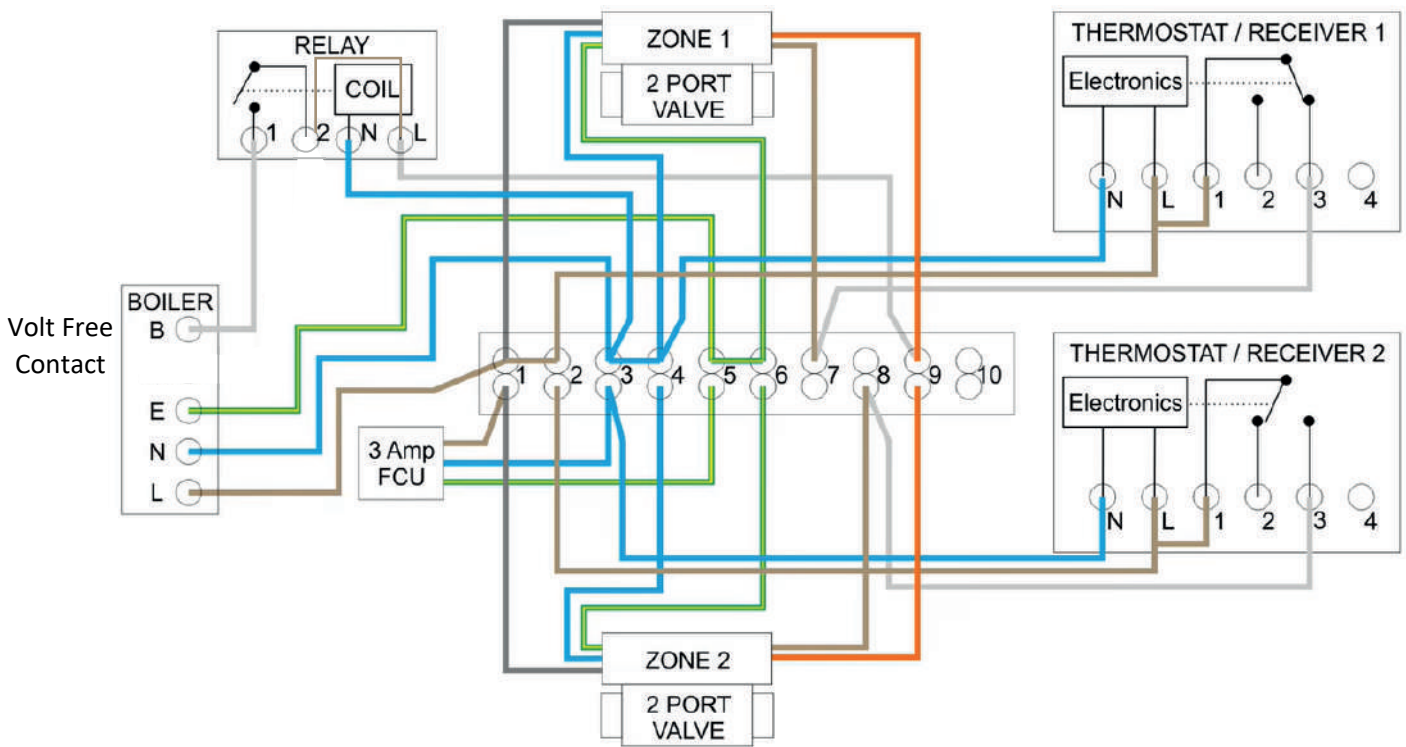 RELAY
COIL
1
2
N
L
ZONE 1
2 PORT
VALVE
THERMOSTAT / RECEIVER 1
Electronics
N
L
1
2
3
4
Volt Free
Contact
BOILER
B
E
N
L
1
2
3
4
5
6
7
8
9
10
3 Amp
FCU
THERMOSTAT / RECEIVER 2
Electronics
N
L
1
2
3
4
ZONE 2
2 PORT
VALVE